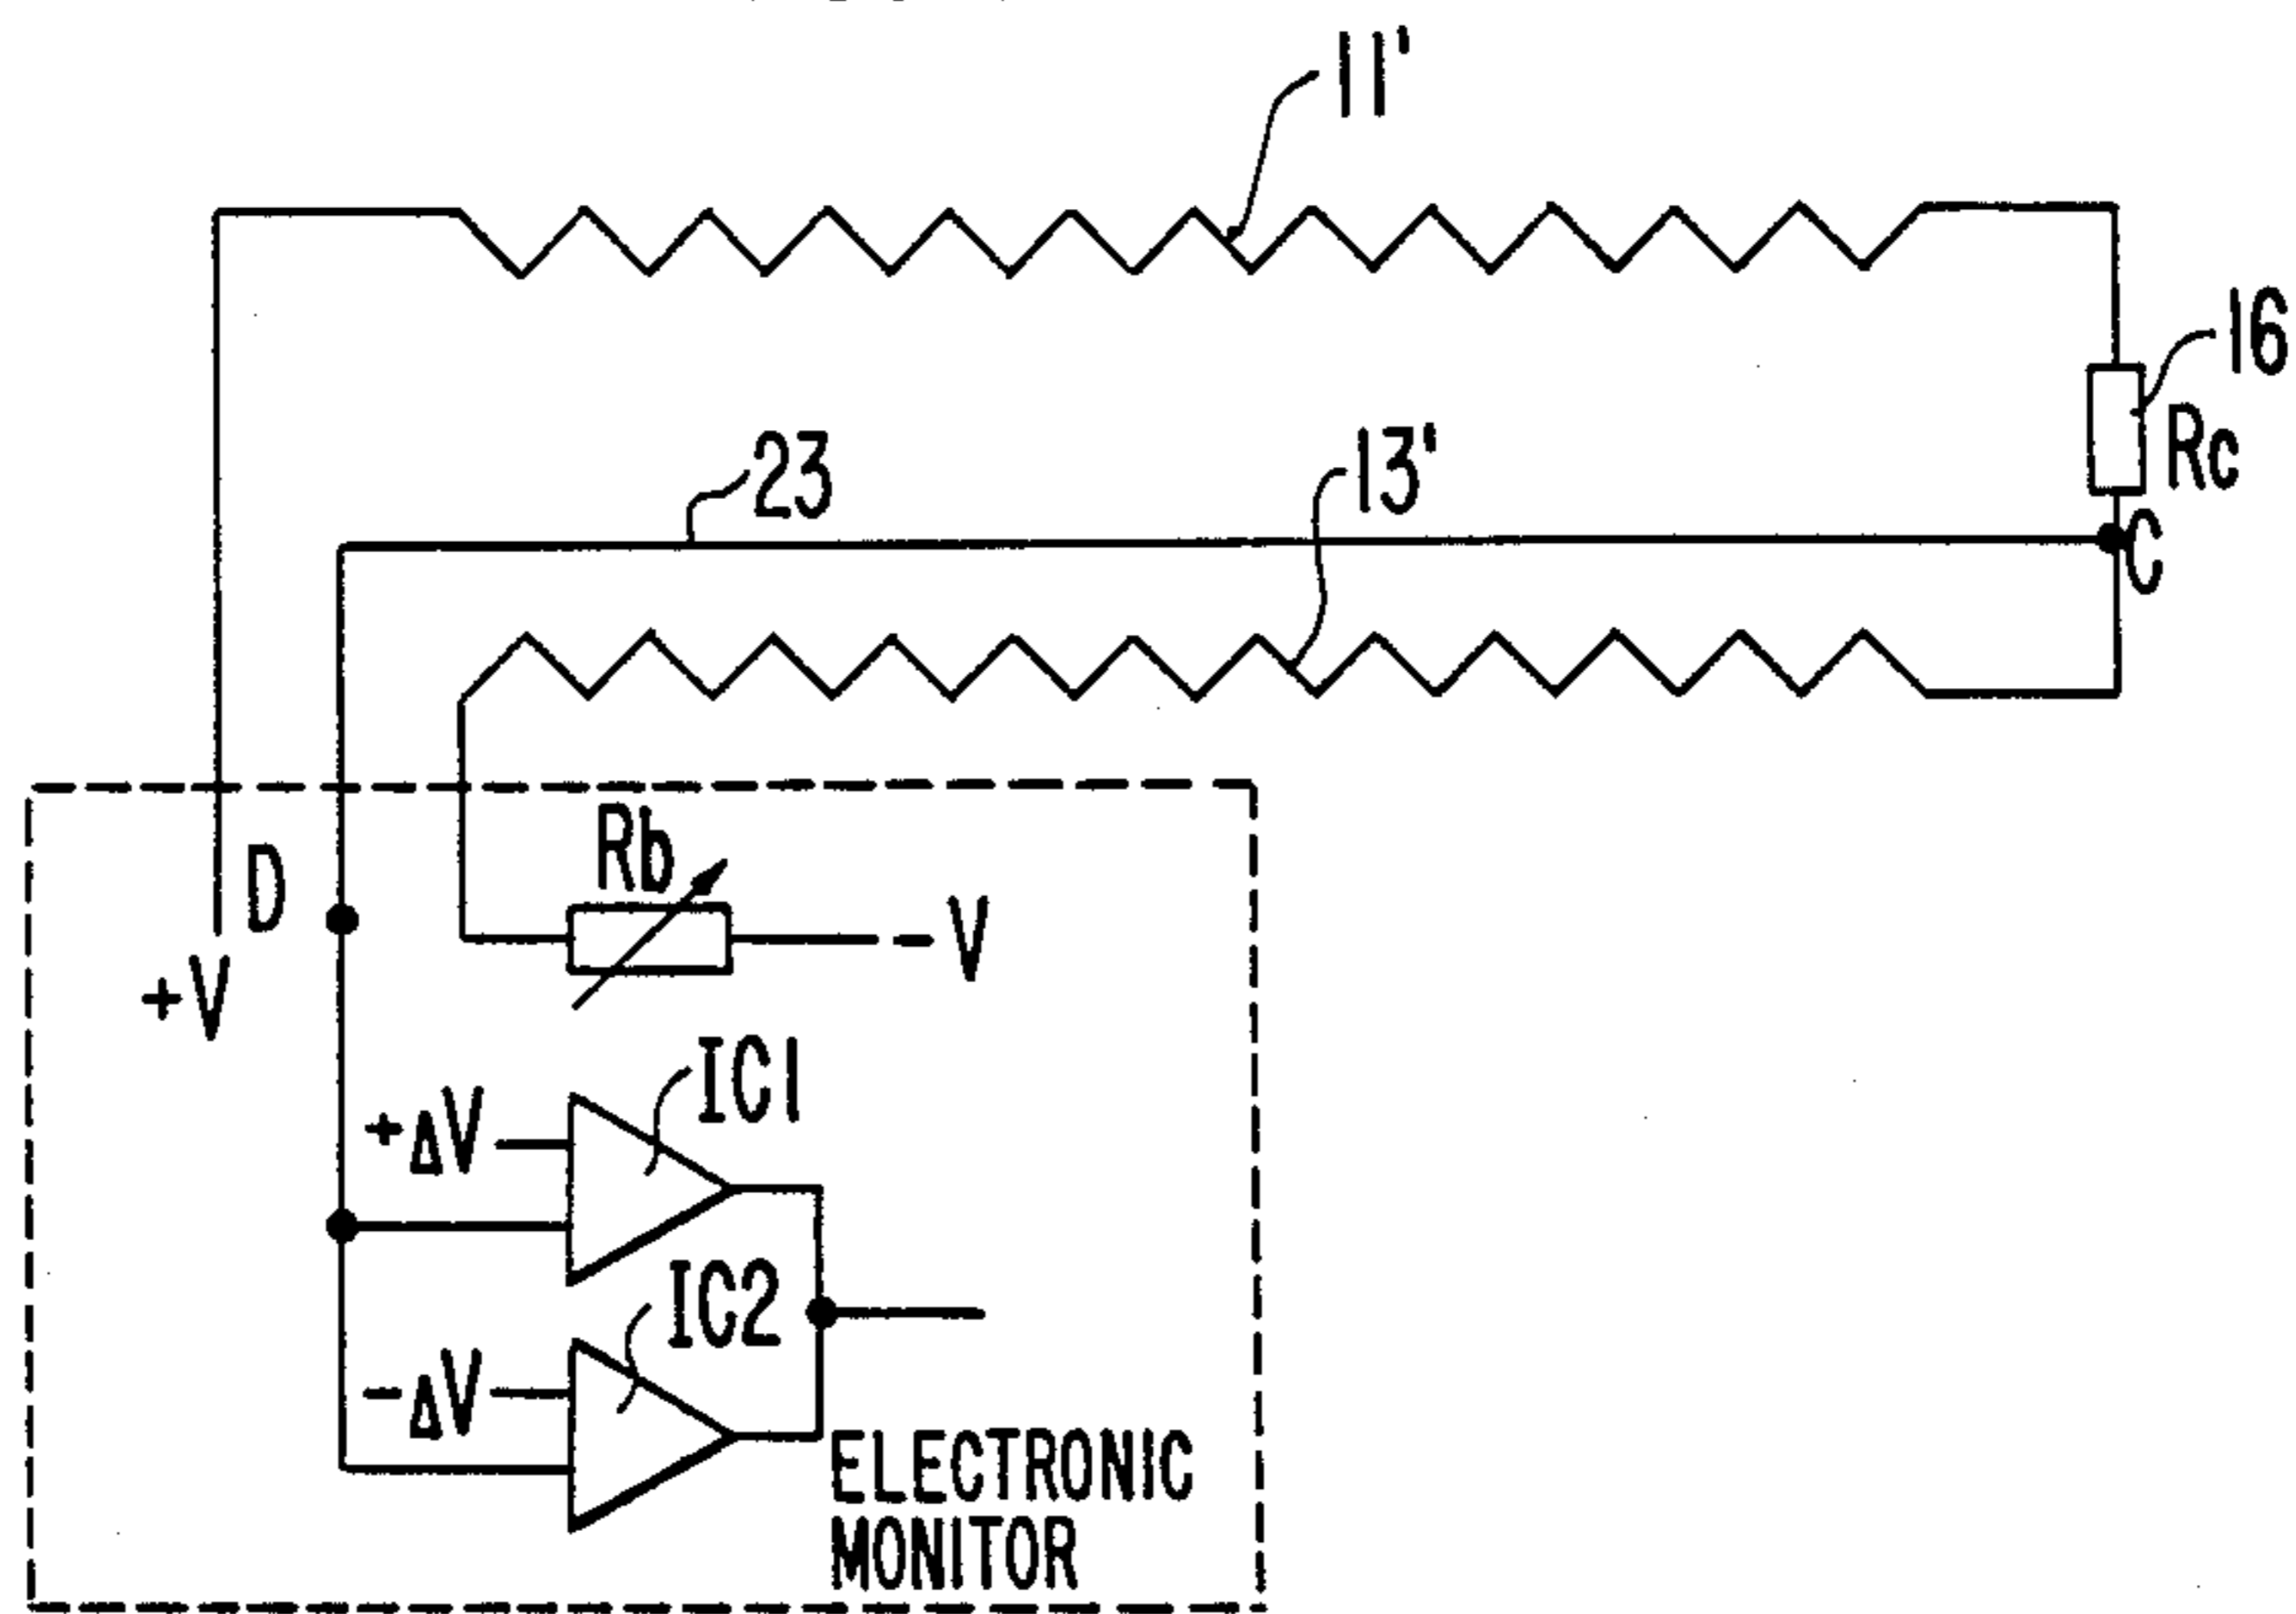 11'
16
Rc
23
13'
C
Rb
D
-V
+V
IC1
+ΔV
IC2
-ΔV
ELECTRONIC
MONITOR